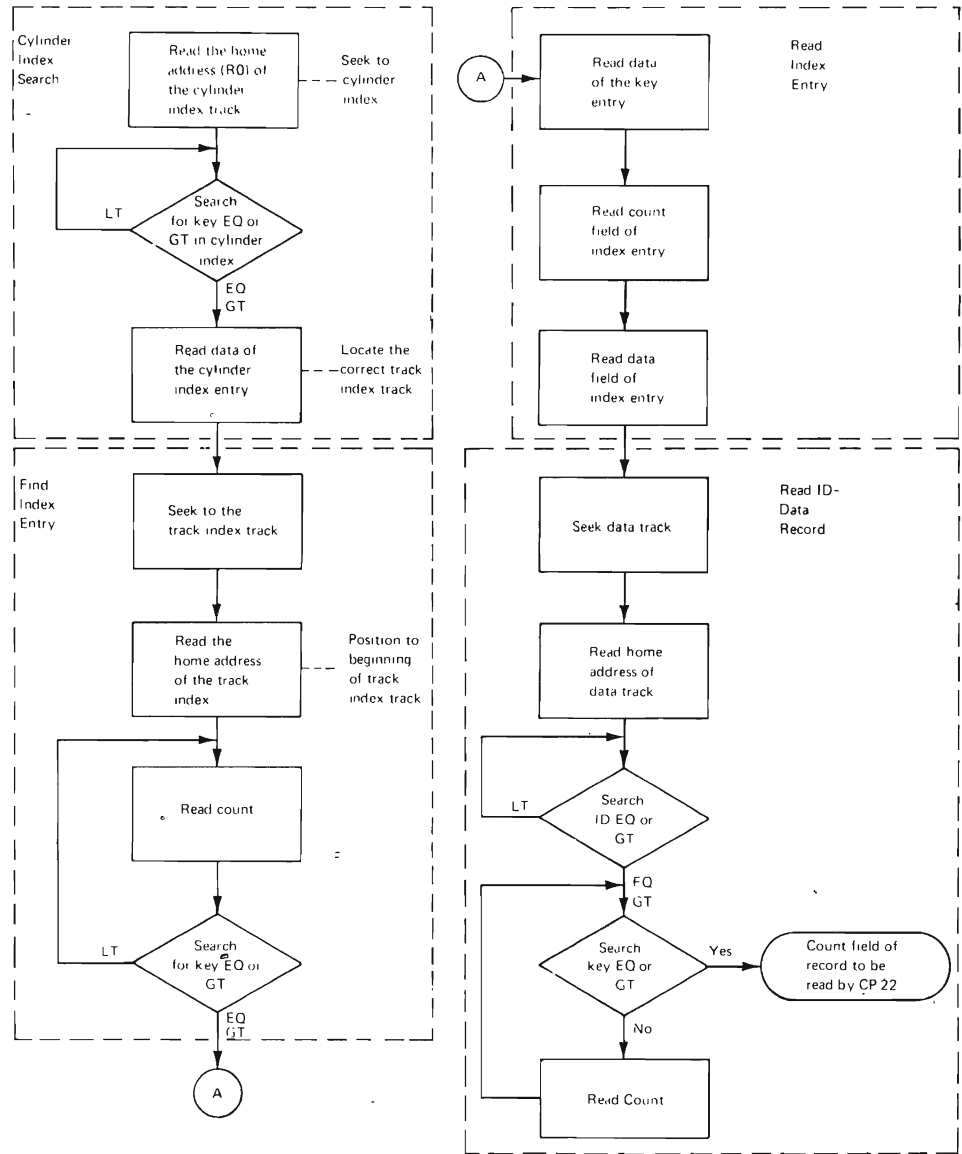 Cylinder
Index
Search
Read the home
address (R0) of
the cylinder
index track
Seek to
cylinder
index
LT
Search
for key EQ or
GT in cylinder
index
EQ
GT
Read data of
the cylinder
index entry
Locate the
correct track
index track
Find
Index
Entry
Seek to the
track index track
Read the
home address
of the track
index
Position to
beginning
of track
index track
Read count
LT
Search
for key EQ or
GT
EQ
GT
A
A
Read data
of the key
entry
Read
Index
Entry
Read count
field of
index entry
Read data
field of
index entry
Seek data track
Read ID-
Data
Record
Read home
address of
data track
LT
Search
ID EQ or
GT
EQ
GT
Search
key EQ or
GT
Yes
Count field of
record to be
read by CP 22
No
Read Count